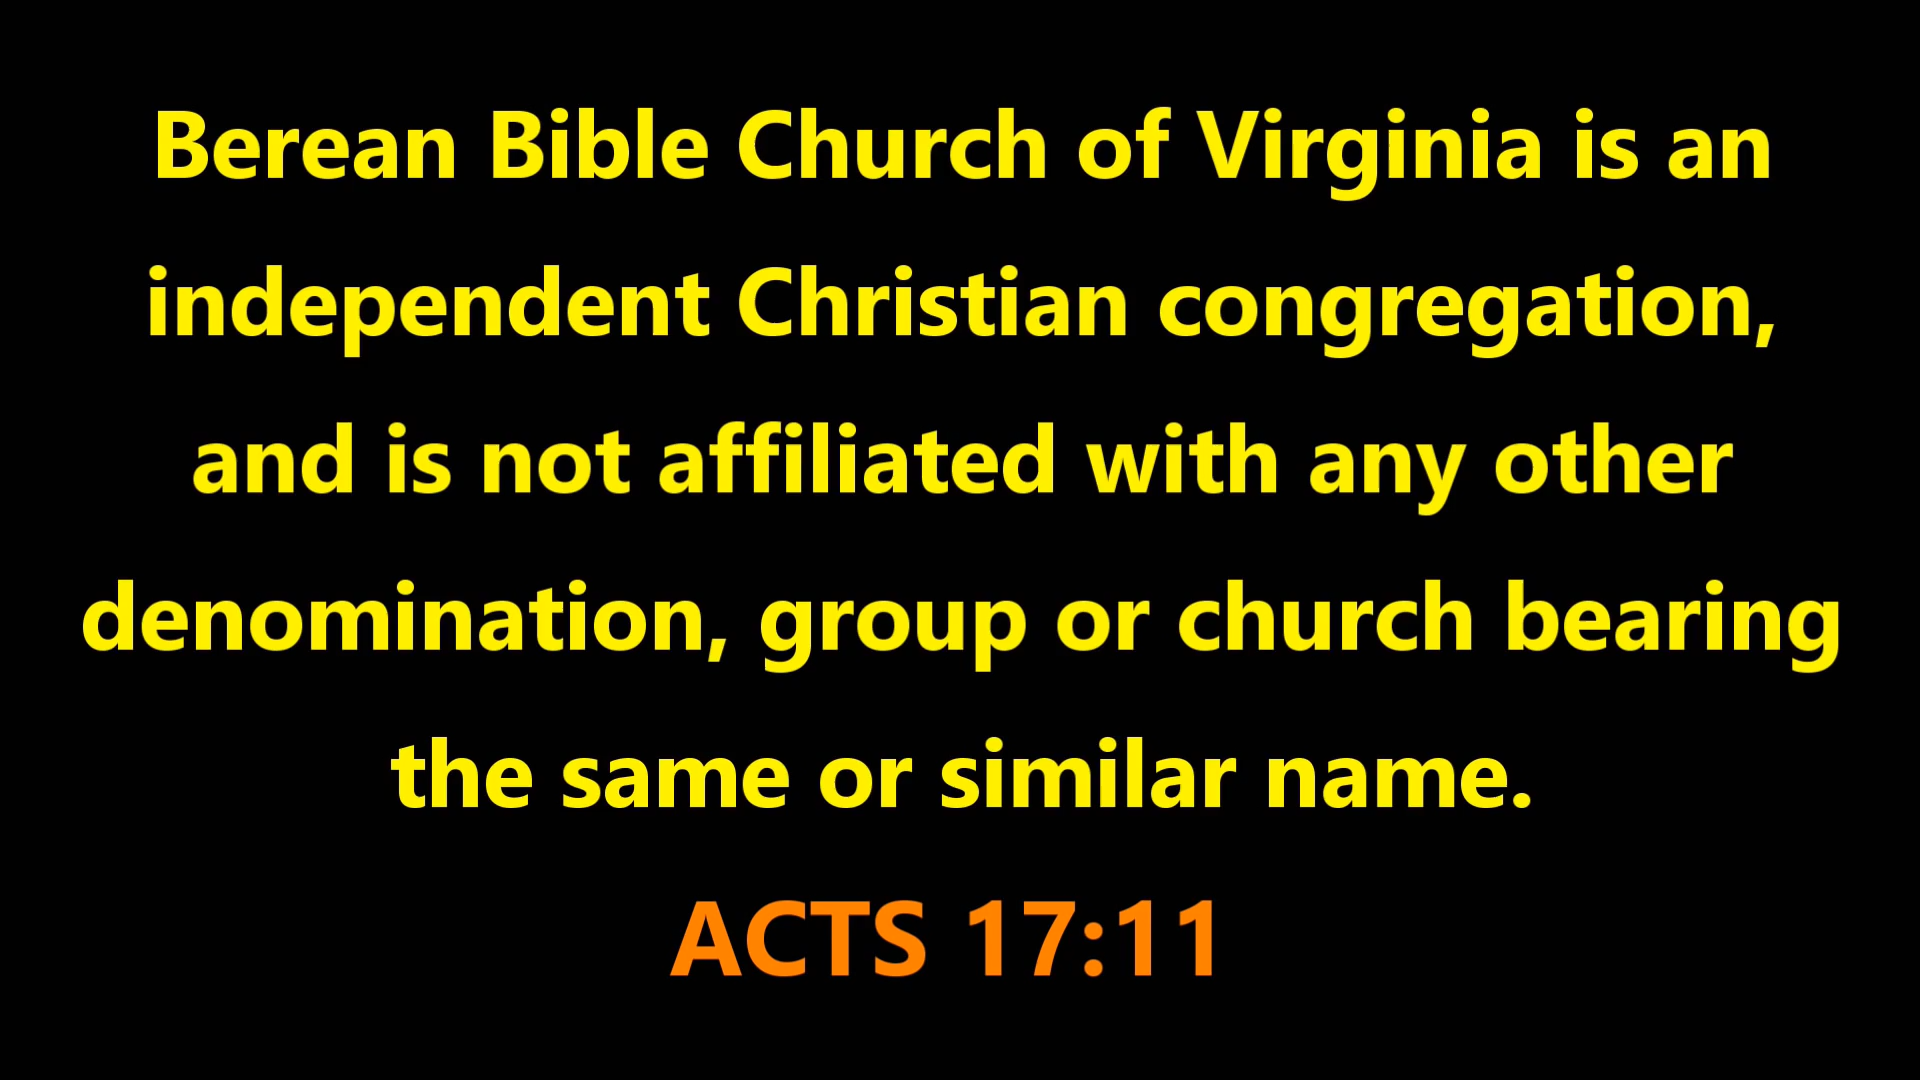 Berean Bible Church of Virginia is an
independent Christian congregation,
and is not affiliated with any other
denomination, group or church bearing
the same or similar name.
ACTS 17:11